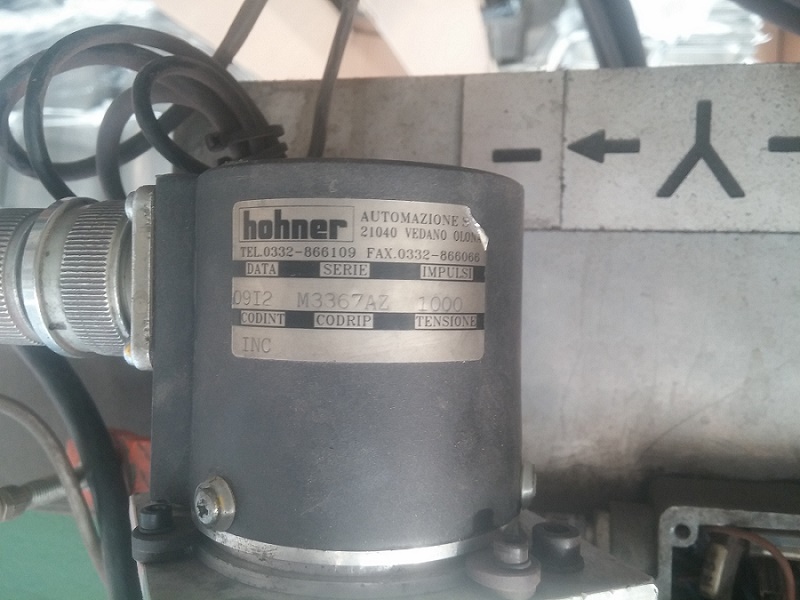 hohner
AUTOMAZIONE
21040 VEDANO
TEL.0332-866109 FAX.0332-866066
DATA SERIE IMPULSI
09I2 M3367AZ 1000
CODINT CODRIP TENSIONE
INC